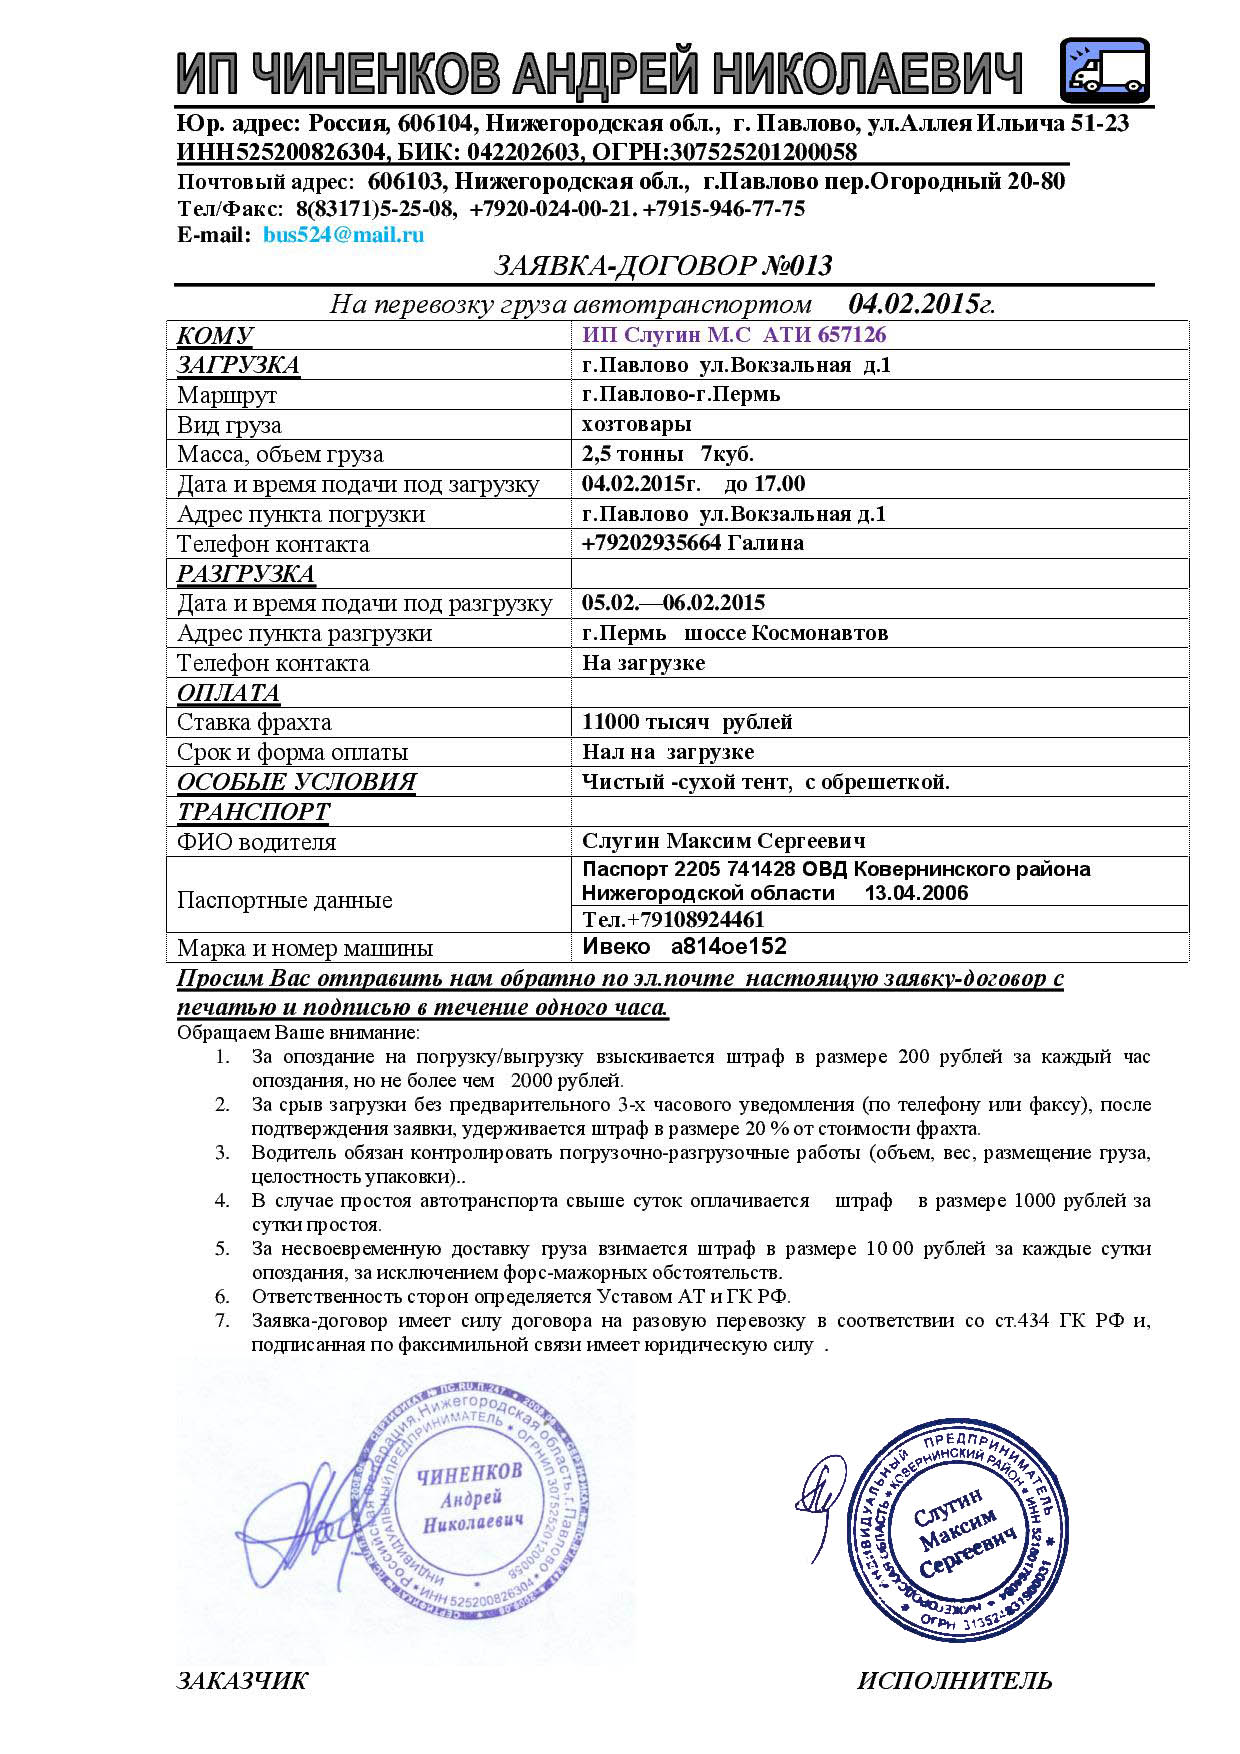 ИП ЧИНЕНКОВ АНДРЕЙ НИКОЛАЕВИЧ
Юр. адрес: Россия, 606104, Нижегородская обл., г. Павлово, ул.Аллея Ильича 51-23
ИНН525200826304, БИК: 042202603, ОГРН:307525201200058
Почтовый адрес: 606103, Нижегородская обл., г.Павлово пер.Огородный 20-80
Тел/Факс: 8(83171)5-25-08, +7920-024-00-21. +7915-946-77-75
E-mail: bus524@mail.ru
ЗАЯВКА-ДОГОВОР №013
На перевозку груза автотранспортом 04.02.2015г.
КОМУ ИП Слугин М.С АТИ 657126
ЗАГРУЗКА г.Павлово ул.Вокзальная д.1
Маршрут г.Павлово-г.Пермь
Вид груза хозтовары
Масса, объем груза 2,5 тонны 7куб.
Дата и время подачи под загрузку 04.02.2015г. до 17.00
Адрес пункта погрузки г.Павлово ул.Вокзальная д.1
Телефон контакта +79202935664 Галина
РАЗГРУЗКА
Дата и время подачи под разгрузку 05.02.—06.02.2015
Адрес пункта разгрузки г.Пермь шоссе Космонавтов
Телефон контакта На загрузке
ОПЛАТА
Ставка фрахта 11000 тысяч рублей
Срок и форма оплаты Нал на загрузке
ОСОБЫЕ УСЛОВИЯ Чистый -сухой тент, с обрешеткой.
ТРАНСПОРТ
ФИО водителя Слугин Максим Сергеевич
Паспортные данные Паспорт 2205 741428 ОВД Ковернинского района
Нижегородской области 13.04.2006
Тел.+79108924461
Марка и номер машины Ивеко а814ое152
Просим Вас отправить нам обратно по эл.почте настоящую заявку-договор с
печатью и подписью в течение одного часа.
Обращаем Ваше внимание:
1. За опоздание на погрузку/выгрузку взыскивается штраф в размере 200 рублей за каждый час
опоздания, но не более чем 2000 рублей.
2. За срыв загрузки без предварительного 3-х часового уведомления (по телефону или факсу), после
подтверждения заявки, удерживается штраф в размере 20 % от стоимости фрахта.
3. Водитель обязан контролировать погрузочно-разгрузочные работы (объем, вес, размещение груза,
целостность упаковки)..
4. В случае простоя автотранспорта свыше суток оплачивается штраф в размере 1000 рублей за
сутки простоя.
5. За несвоевременную доставку груза взимается штраф в размере 1000 рублей за каждые сутки
опоздания, за исключением форс-мажорных обстоятельств.
6. Ответственность сторон определяется Уставом АТ и ГК РФ.
7. Заявка-договор имеет силу договора на разовую перевозку в соответствии со ст.434 ГК РФ и,
подписанная по факсимильной связи имеет юридическую силу .
Российская Федерация, Нижегородская область, г.Павлово
ИНДИВИДУАЛЬНЫЙ ПРЕДПРИНИМАТЕЛЬ * ОГРНИП 307525201200058
ИНН 525200826304
ЧИНЕНКОВ
Андрей
Николаевич
ИНДИВИДУАЛЬНЫЙ ПРЕДПРИНИМАТЕЛЬ
НИЖЕГОРОДСКАЯ ОБЛАСТЬ * КОВЕРНИНСКИЙ РАЙОН
Слугин
Максим
Сергеевич
ЗАКАЗЧИК ИСПОЛНИТЕЛЬ